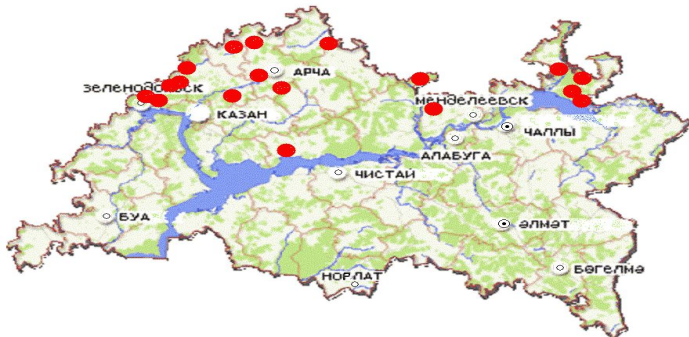 АРЧА
ЗЕЛЕНОДОЛЬСК
МЕНДЕЛЕЕВСК
КАЗАН
ЧАЛЛЫ
АЛАБУГА
ЧИСТАЙ
БУА
ӘЛМӘТ
БӨГЕЛМӘ
НОРЛАТ